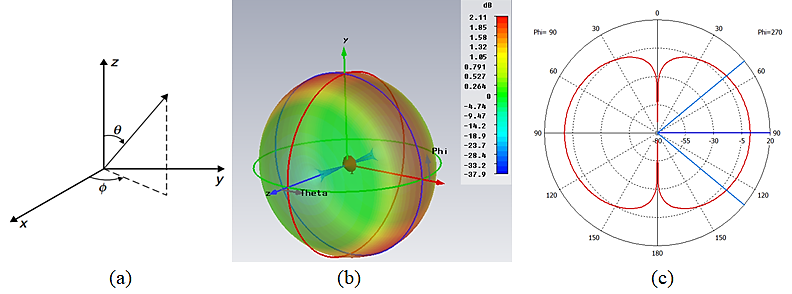 z
θ
y
ϕ
x
(a)
y
Phi
z
Theta
dB
2.11
1.85
1.58
1.32
1.05
0.791
0.527
0.264
0
-4.74
-9.47
-14.2
-18.9
-23.7
-28.4
-33.2
-37.9
(b)
0
Phi= 90
30
30
Phi=270
60
60
90
-80
-55
-30
-5
20
90
120
120
150
150
180
(c)